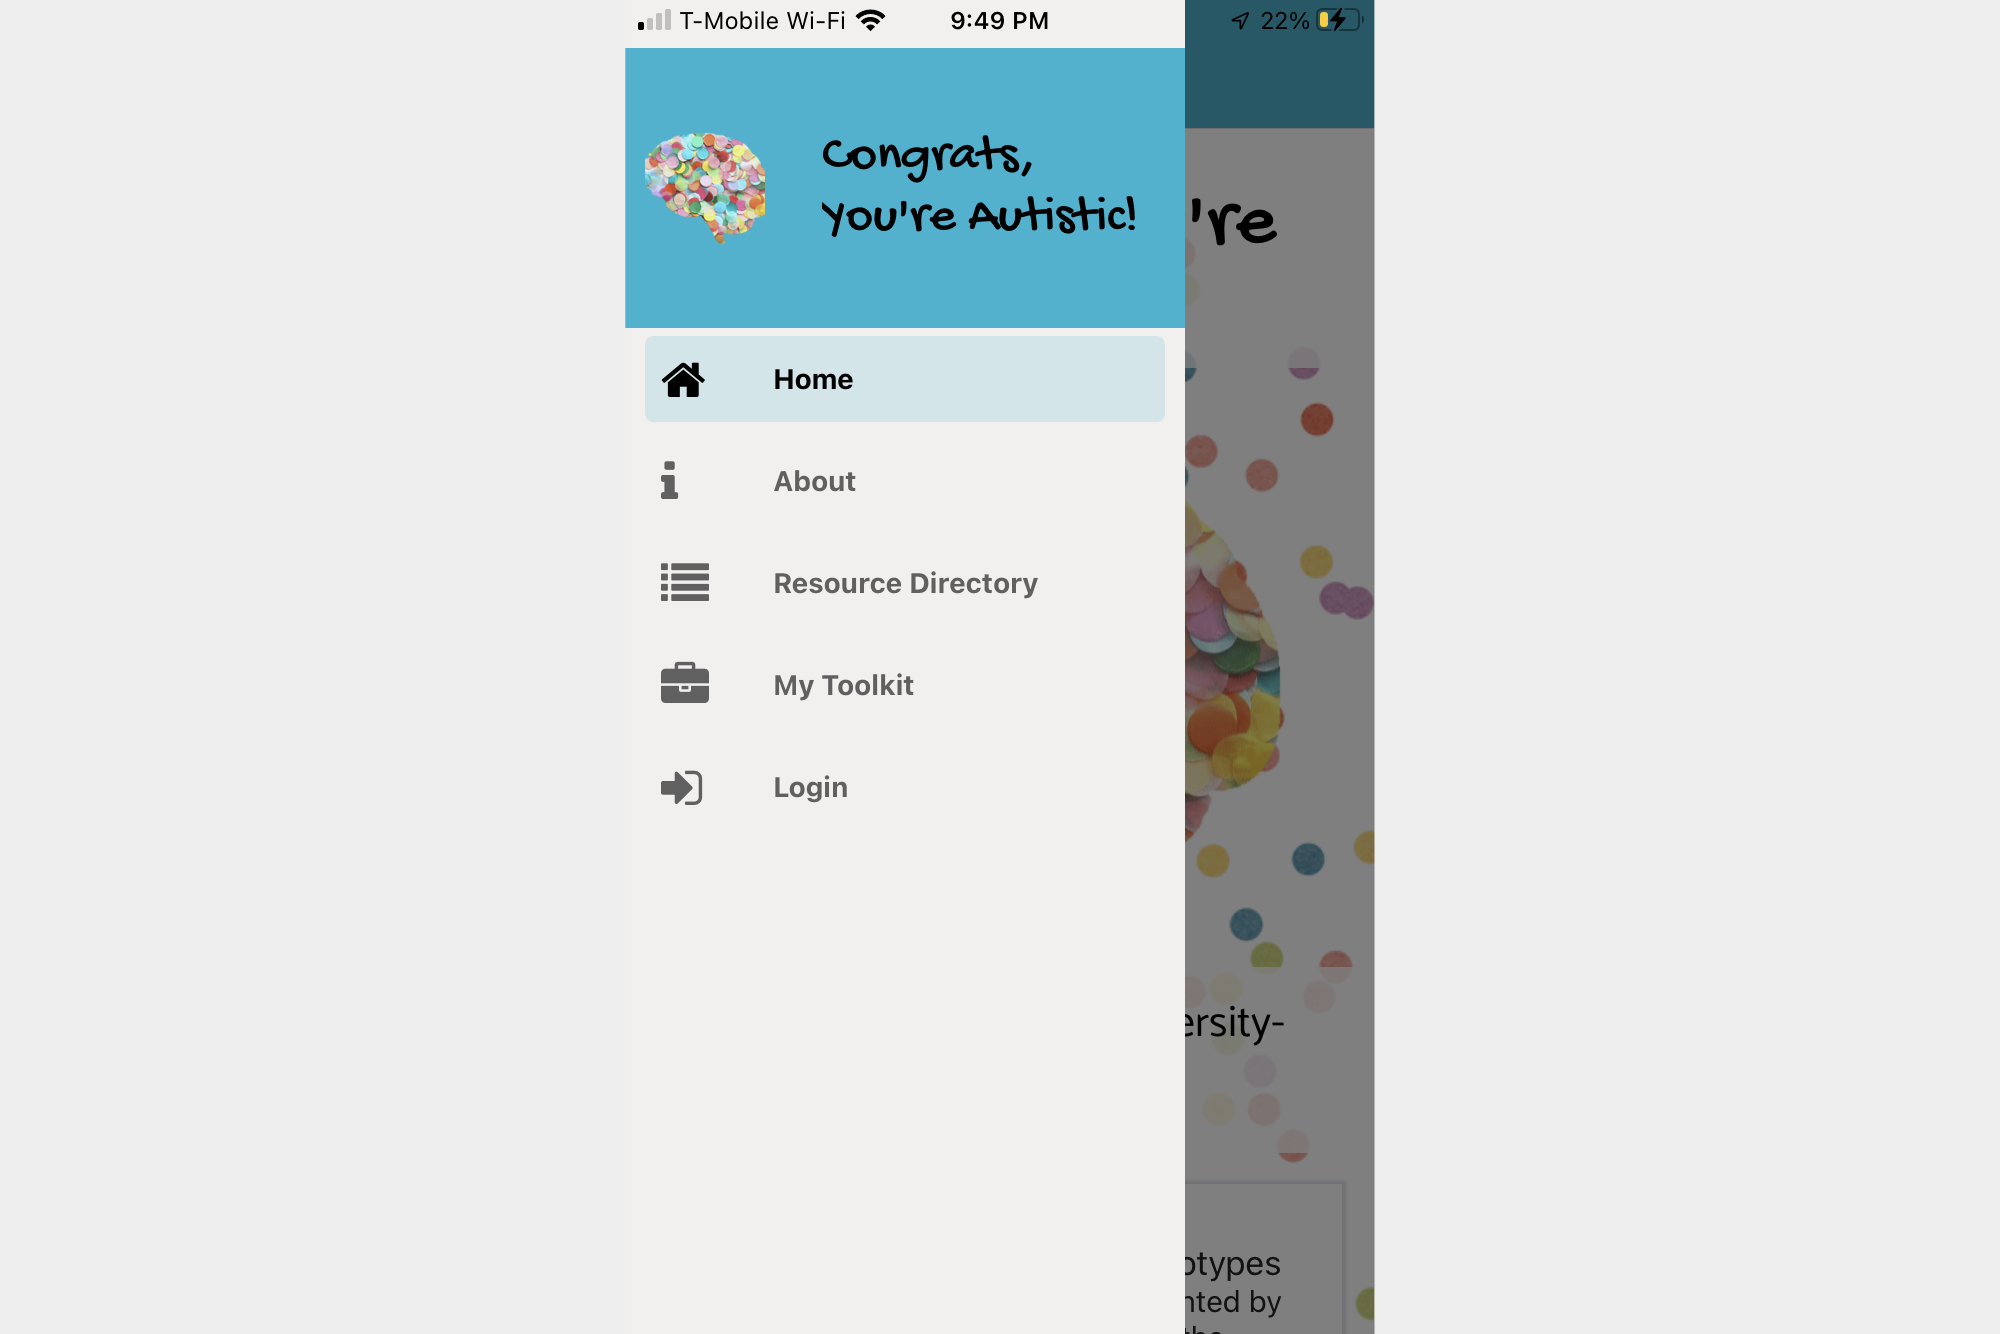 T-Mobile Wi-Fi 9:49 PM 22%
Congrats,
You're Autistic!
're
Home
About
Resource Directory
My Toolkit
Login
ersity-
otypes
nted by
the